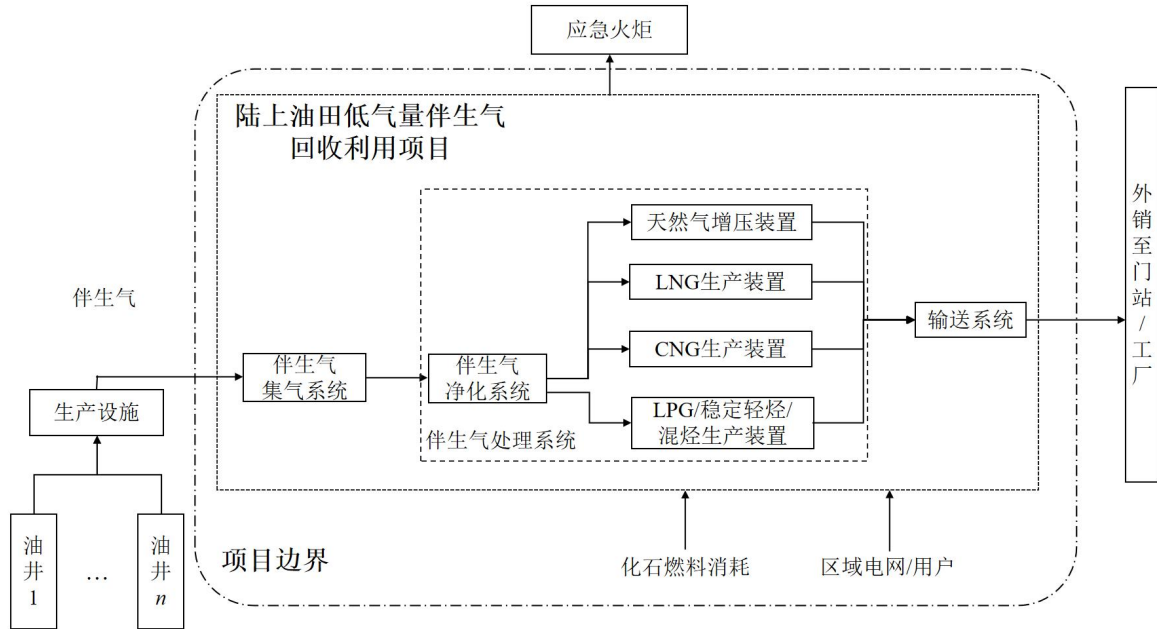 应急火炬
陆上油田低气量伴生气
回收利用项目
天然气增压装置
LNG生产装置
CNG生产装置
LPG/稳定轻烃/
混烃生产装置
伴生气
净化系统
伴生气处理系统
伴生气
集气系统
输送系统
外销至门站/工厂
伴生气
生产设施
油井1
…
油井n
项目边界
化石燃料消耗
区域电网/用户